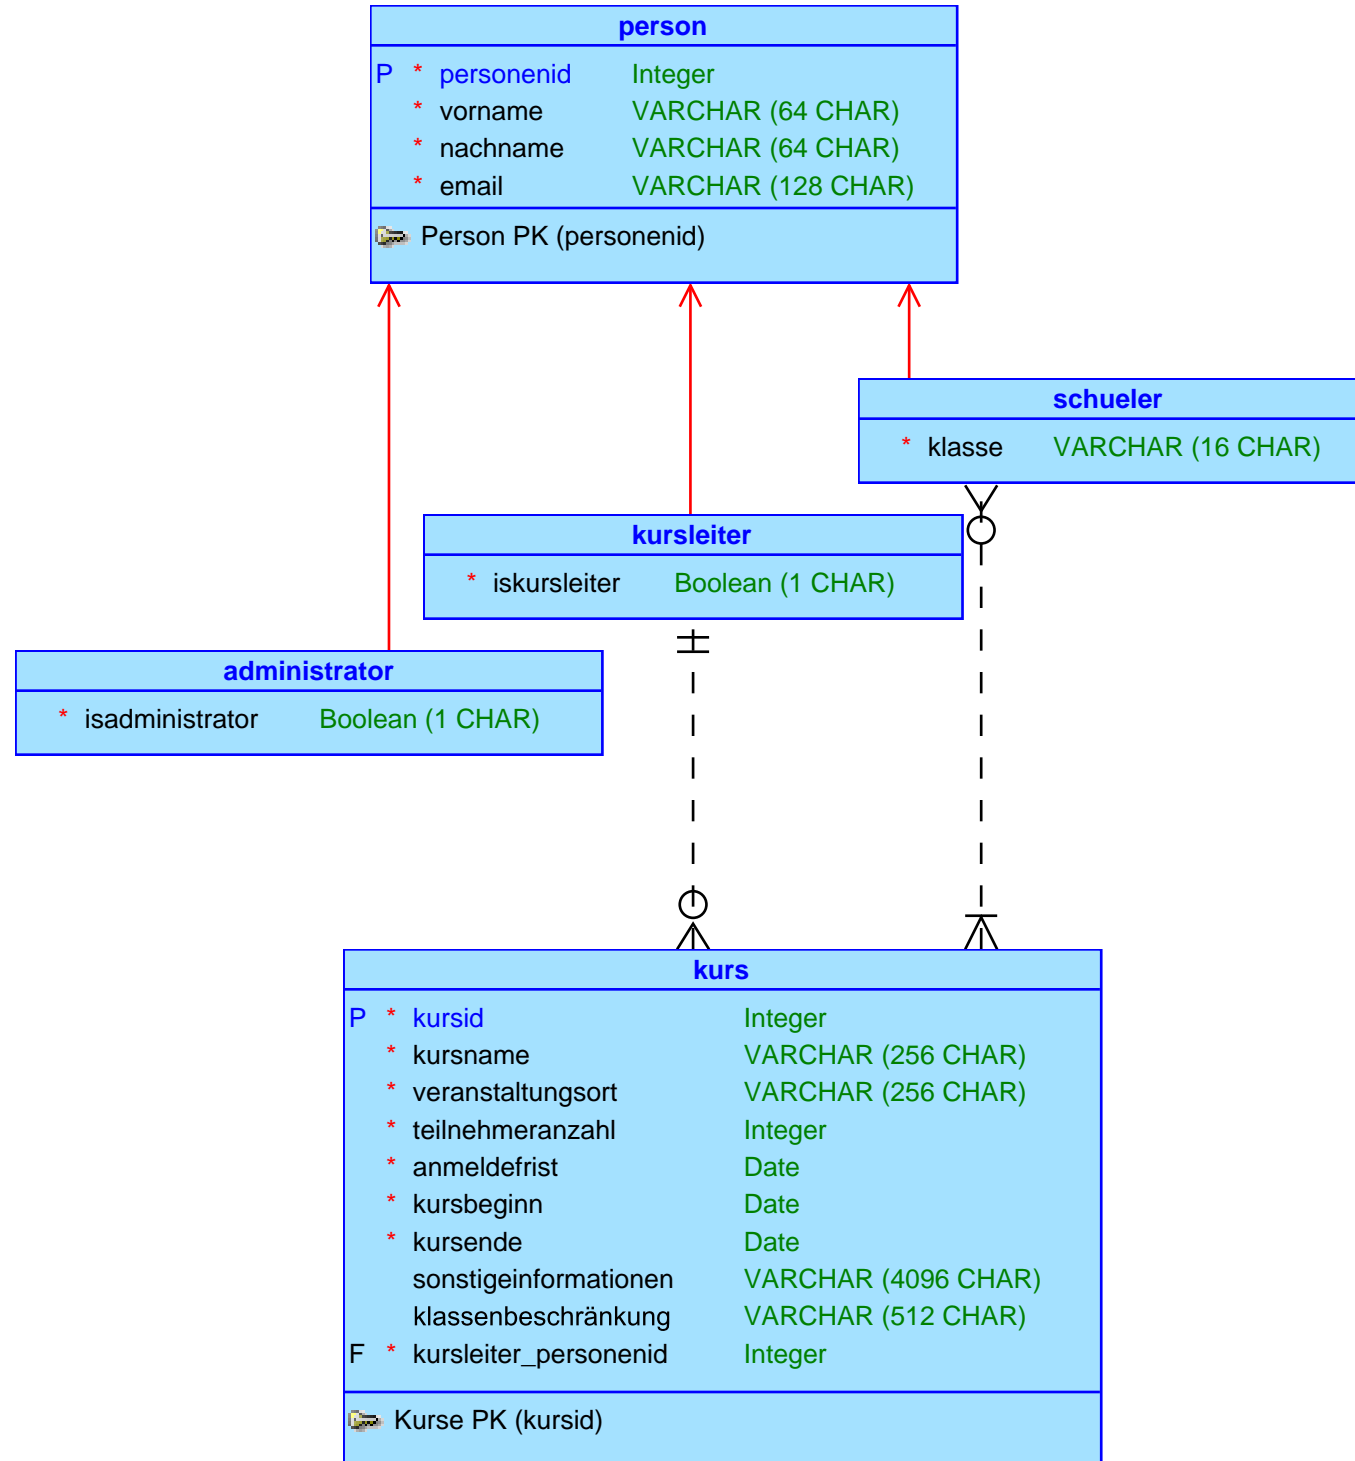 person
P * personenid Integer
* vorname VARCHAR (64 CHAR)
* nachname VARCHAR (64 CHAR)
* email VARCHAR (128 CHAR)
Person PK (personenid)
schueler
* klasse VARCHAR (16 CHAR)
kursleiter
* iskursleiter Boolean (1 CHAR)
administrator
* isadministrator Boolean (1 CHAR)
kurs
P * kursid Integer
* kursname VARCHAR (256 CHAR)
* veranstaltungsort VARCHAR (256 CHAR)
* teilnehmeranzahl Integer
* anmeldefrist Date
* kursbeginn Date
* kursende Date
sonstigeinformationen VARCHAR (4096 CHAR)
klassenbeschränkung VARCHAR (512 CHAR)
F * kursleiter_personenid Integer
Kurse PK (kursid)